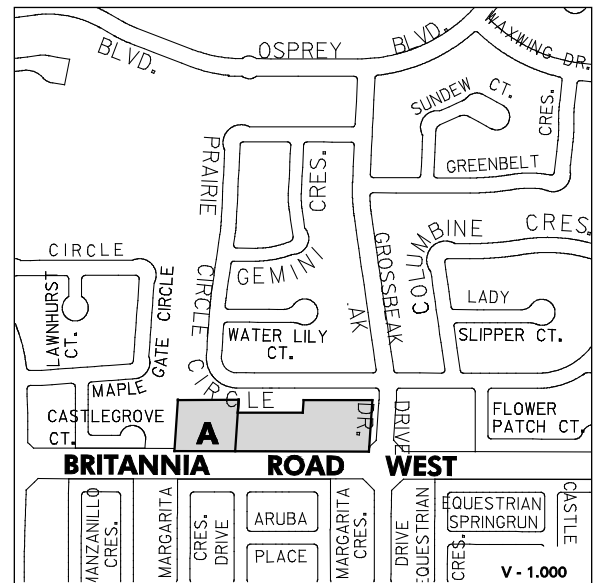 BLVD.
OSPREY
BLVD.
WAXWING DR.
SUNDEW CT.
CRES.
GREENBELT
PRAIRIE
CRES.
GEMINI
CIRCLE
COLUMBINE CRES.
GROSSBEAK
LAWNHURST
CT.
GATE CIRCLE
MAPLE
CIRCLE
WATER LILY
CT.
.AK
LADY
SLIPPER CT.
CIRCLE
CASTLEGROVE
CT.
A
DR.
DRIVE
FLOWER
PATCH CT.
BRITANNIA ROAD WEST
MANZANILLO
CRES.
MARGARITA
CRES.
DRIVE
ARUBA
PLACE
MARGARITA
CRES.
DRIVE
EQUESTRIAN
CRES.
EQUESTRIAN
SPRINGRUN
CASTLE
V - 1.000